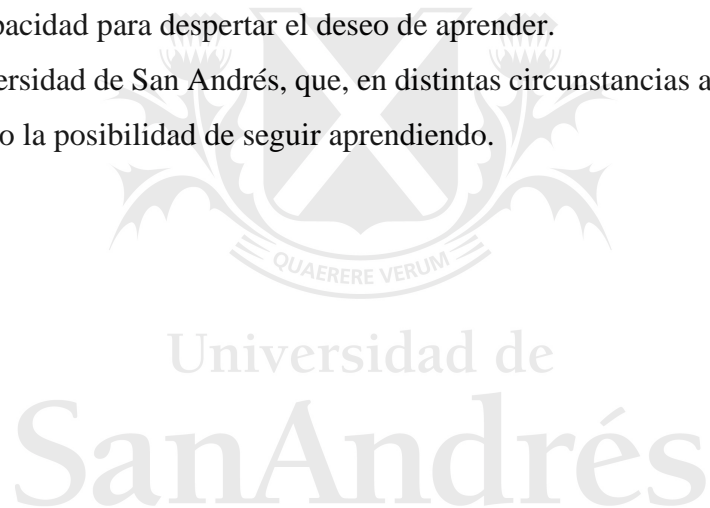 pacidad para despertar el deseo de aprender.
ersidad de San Andrés, que, en distintas circunstancias a
o la posibilidad de seguir aprendiendo.
QUAERERE VERUM
Universidad de
SanAndrés